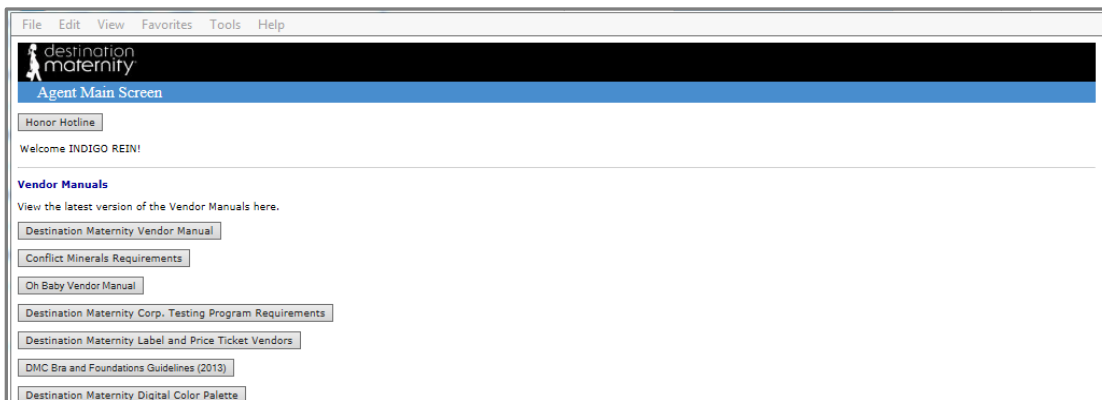 File Edit View Favorites Tools Help
destination
maternity
Agent Main Screen
Honor Hotline
Welcome INDIGO REIN!
Vendor Manuals
View the latest version of the Vendor Manuals here.
Destination Maternity Vendor Manual
Conflict Minerals Requirements
Oh Baby Vendor Manual
Destination Maternity Corp. Testing Program Requirements
Destination Maternity Label and Price Ticket Vendors
DMC Bra and Foundations Guidelines (2013)
Destination Maternity Digital Color Palette